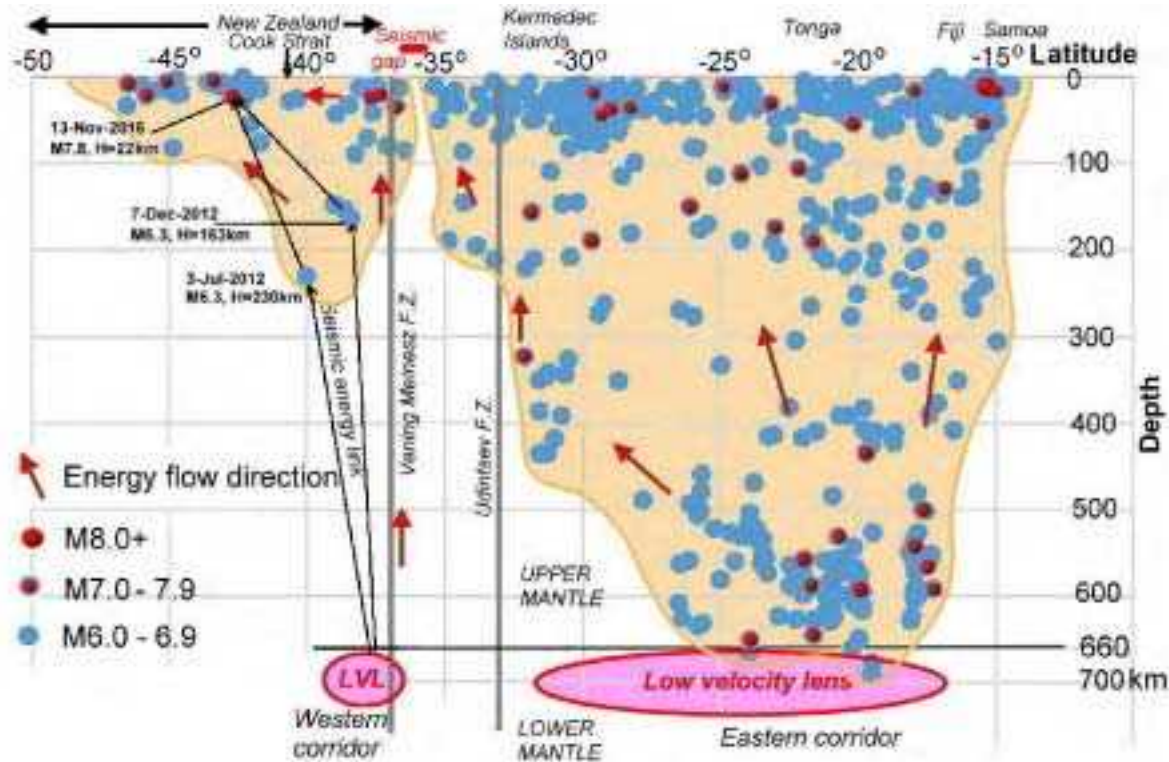 New Zealand
Cook Strait
Seismic
gap
Kermedec
Islands
Tonga
Fiji
Samoa
-50
-45°
-40°
-35°
-30°
-25°
-20°
-15°
Latitude
0
100
200
300
400
500
600
660
700 km
Depth
13-Nov-2016
M7.8, H=22km
7-Dec-2012
M6.3, H=163km
3-Jul-2012
M6.3, H=230km
Seismic energy link
Vaning Meinesz F.Z.
Udintsev F.Z.
Energy flow direction
M8.0+
M7.0 - 7.9
M6.0 - 6.9
UPPER
MANTLE
LVL
Low velocity lens
Western
corridor
LOWER
MANTLE
Eastern corridor